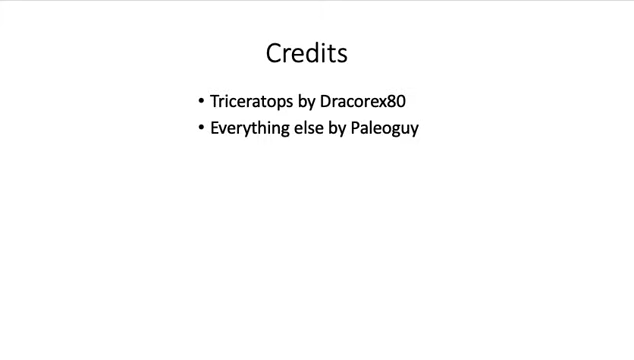 Credits
• Triceratops by Dracorex80
• Everything else by Paleoguy